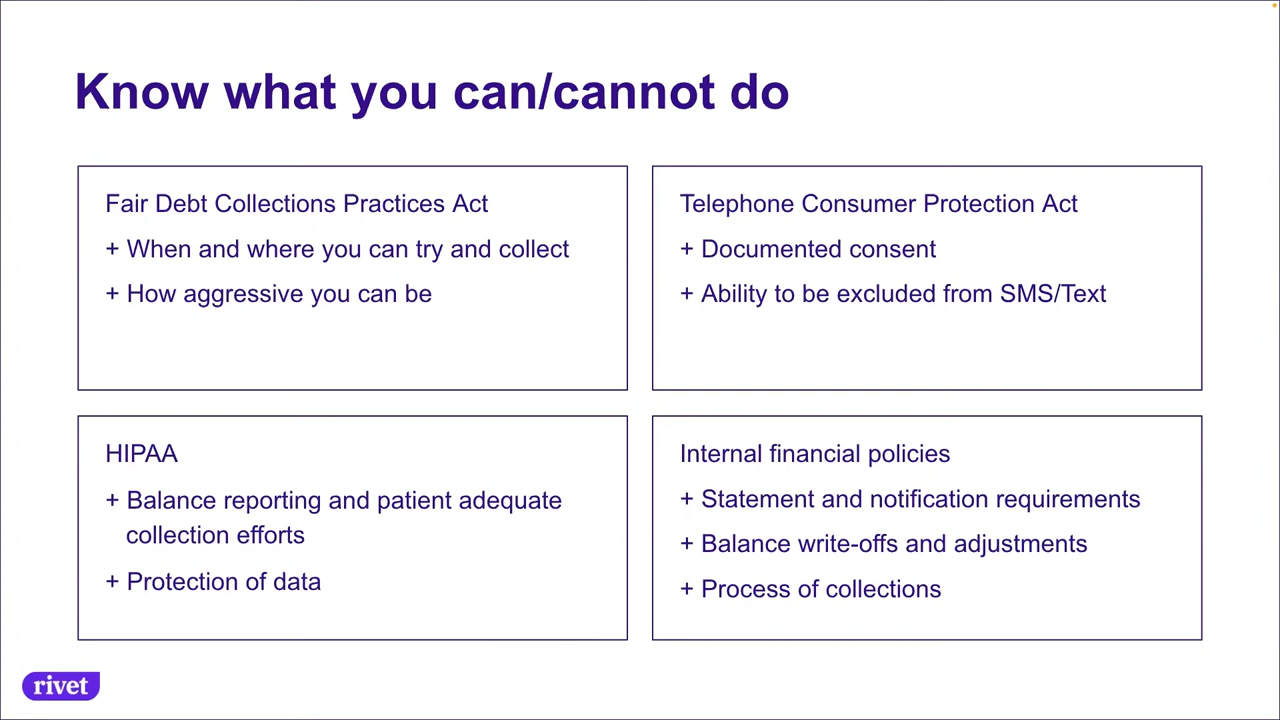 Know what you can/cannot do
Fair Debt Collections Practices Act
+ When and where you can try and collect
+ How aggressive you can be
Telephone Consumer Protection Act
+ Documented consent
+ Ability to be excluded from SMS/Text
HIPAA
+ Balance reporting and patient adequate
collection efforts
+ Protection of data
Internal financial policies
+ Statement and notification requirements
+ Balance write-offs and adjustments
+ Process of collections
rivet